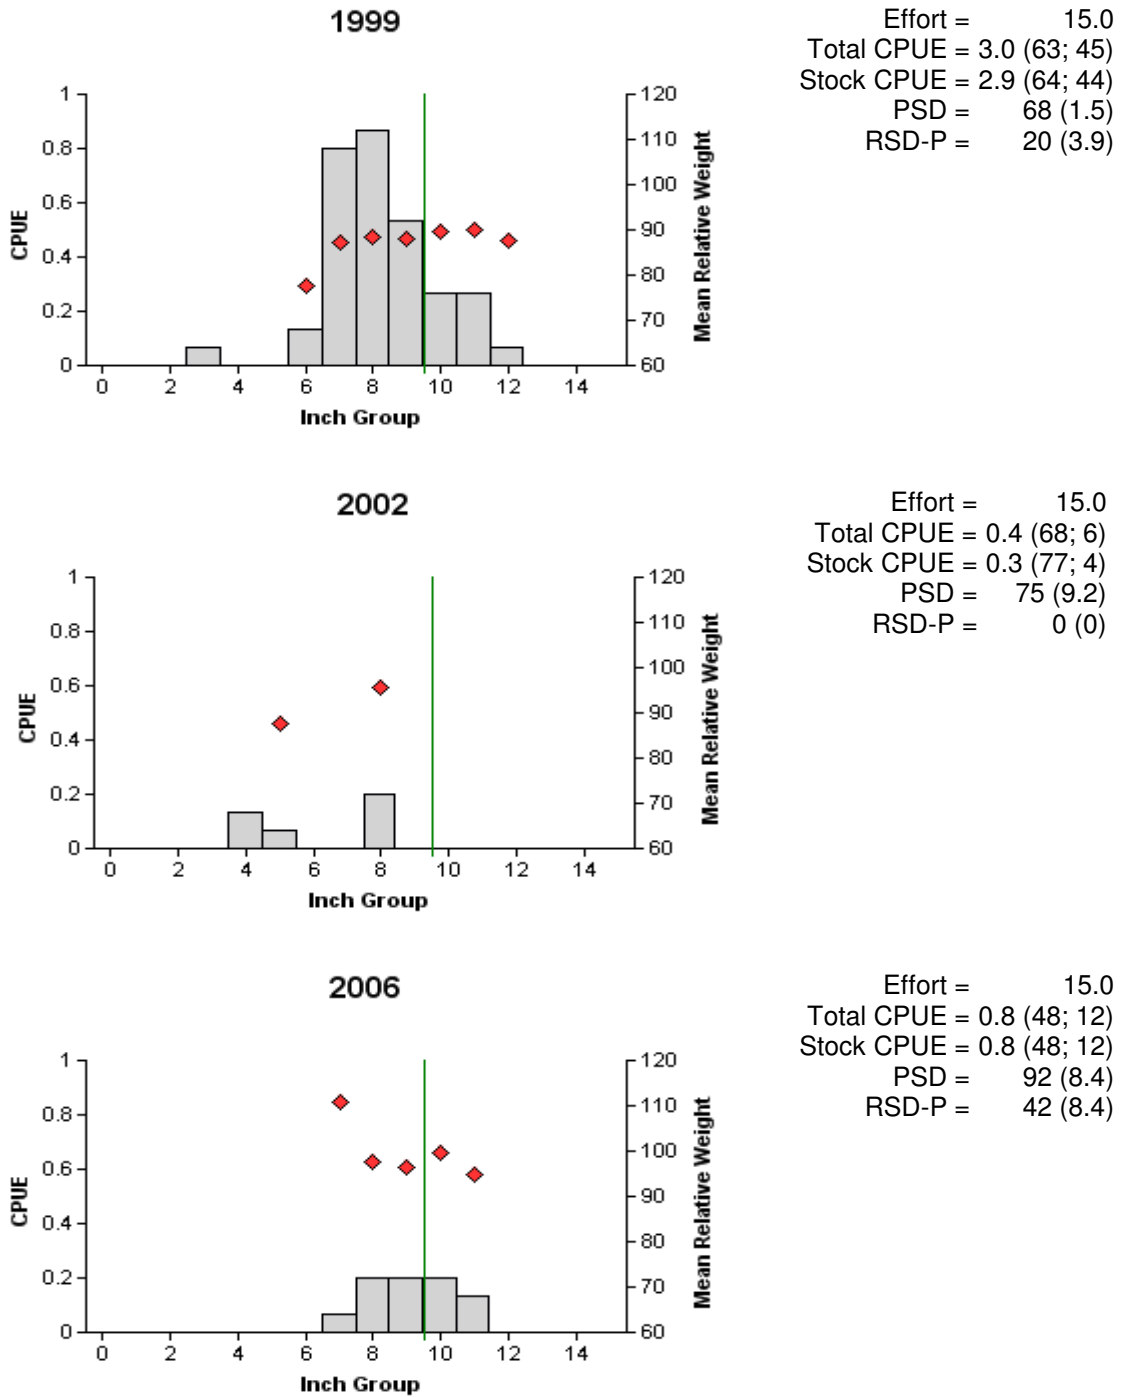 1999
Effort = 15.0
Total CPUE = 3.0 (63; 45)
Stock CPUE = 2.9 (64; 44)
PSD = 68 (1.5)
RSD-P = 20 (3.9)
1
0.8
0.6
0.4
0.2
0
CPUE
120
110
100
90
80
70
60
Mean Relative Weight
0 2 4 6 8 10 12 14
Inch Group
2002
Effort = 15.0
Total CPUE = 0.4 (68; 6)
Stock CPUE = 0.3 (77; 4)
PSD = 75 (9.2)
RSD-P = 0 (0)
1
0.8
0.6
0.4
0.2
0
CPUE
120
110
100
90
80
70
60
Mean Relative Weight
0 2 4 6 8 10 12 14
Inch Group
2006
Effort = 15.0
Total CPUE = 0.8 (48; 12)
Stock CPUE = 0.8 (48; 12)
PSD = 92 (8.4)
RSD-P = 42 (8.4)
1
0.8
0.6
0.4
0.2
0
CPUE
120
110
100
90
80
70
60
Mean Relative Weight
0 2 4 6 8 10 12 14
Inch Group